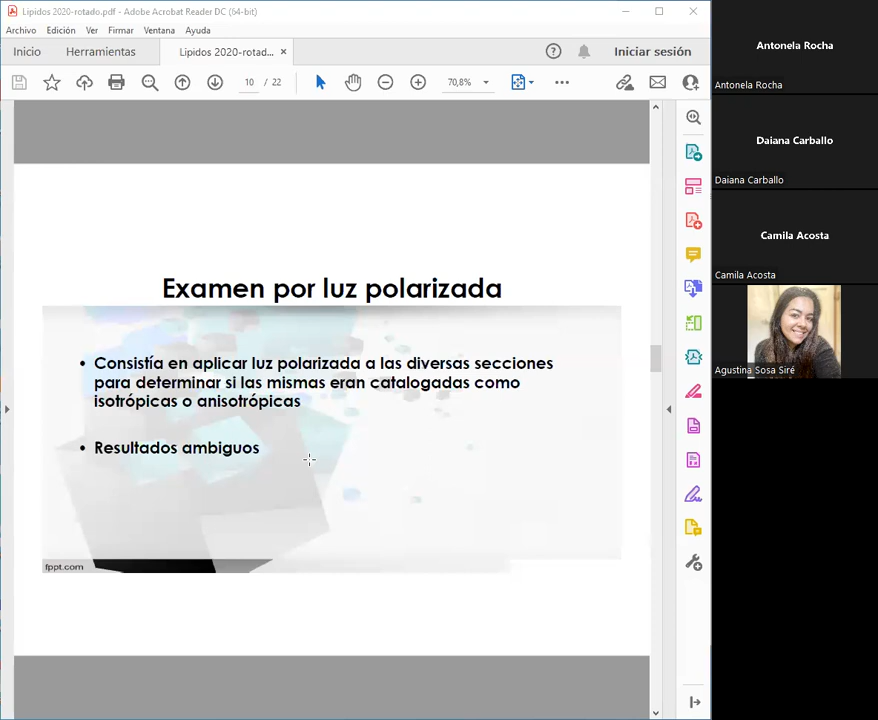 Lipidos 2020-rotado.pdf - Adobe Acrobat Reader DC (64-bit)
Archivo Edición Ver Firmar Ventana Ayuda
Inicio Herramientas Lipidos 2020-rotad... × Iniciar sesión
10 / 22 70,8%
Examen por luz polarizada
• Consistía en aplicar luz polarizada a las diversas secciones
para determinar si las mismas eran catalogadas como
isotrópicas o anisotrópicas
• Resultados ambiguos
fppt.com
Antonela Rocha
Antonela Rocha
Daiana Carballo
Daiana Carballo
Camila Acosta
Camila Acosta
Agustina Sosa Siré